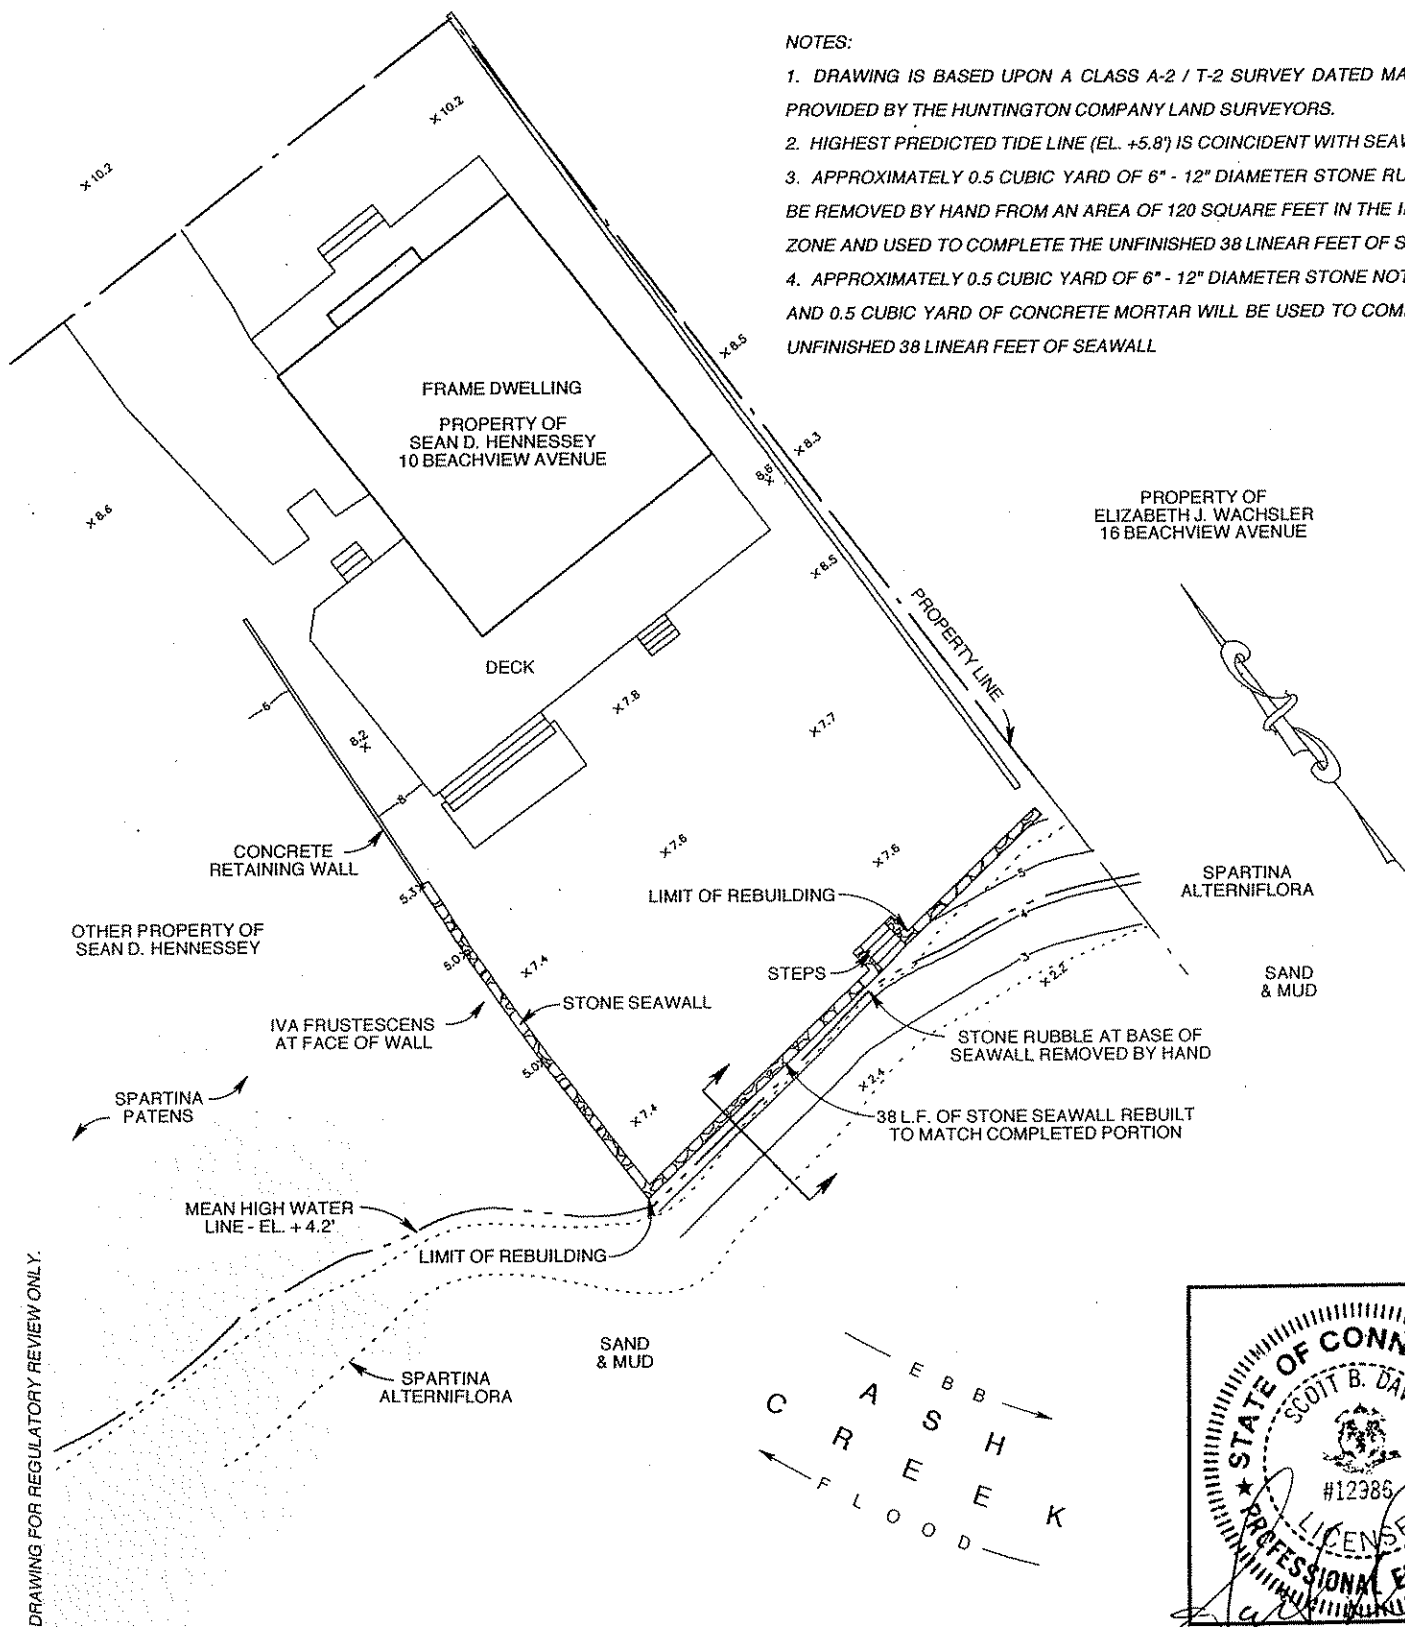 NOTES:
1. DRAWING IS BASED UPON A CLASS A-2 / T-2 SURVEY DATED MA
PROVIDED BY THE HUNTINGTON COMPANY LAND SURVEYORS.
2. HIGHEST PREDICTED TIDE LINE (EL. +5.8') IS COINCIDENT WITH SEAW
3. APPROXIMATELY 0.5 CUBIC YARD OF 6" - 12" DIAMETER STONE RU
BE REMOVED BY HAND FROM AN AREA OF 120 SQUARE FEET IN THE I
ZONE AND USED TO COMPLETE THE UNFINISHED 38 LINEAR FEET OF S
4. APPROXIMATELY 0.5 CUBIC YARD OF 6" - 12" DIAMETER STONE NOT
AND 0.5 CUBIC YARD OF CONCRETE MORTAR WILL BE USED TO COM
UNFINISHED 38 LINEAR FEET OF SEAWALL
x 10.2
x 10.2
x 8.5
FRAME DWELLING
PROPERTY OF
SEAN D. HENNESSEY
10 BEACHVIEW AVENUE
x 8.3
8.6 x
x 8.6
PROPERTY OF
ELIZABETH J. WACHSLER
16 BEACHVIEW AVENUE
x 8.5
PROPERTY LINE
DECK
6
x 7.8
x 7.7
8.2 x
8
CONCRETE
RETAINING WALL
x 7.6
x 7.6
5.3 x
LIMIT OF REBUILDING
5
SPARTINA
ALTERNIFLORA
4
OTHER PROPERTY OF
SEAN D. HENNESSEY
5.0 x
x 7.4
3
x 2.2
STEPS
SAND
& MUD
STONE SEAWALL
IVA FRUSTESCENS
AT FACE OF WALL
STONE RUBBLE AT BASE OF
SEAWALL REMOVED BY HAND
5.0 x
x 2.4
SPARTINA
PATENS
x 7.4
38 L.F. OF STONE SEAWALL REBUILT
TO MATCH COMPLETED PORTION
MEAN HIGH WATER
LINE - EL. + 4.2'
LIMIT OF REBUILDING
SAND
& MUD
SPARTINA
ALTERNIFLORA
EBB
ASH
CREEK
FLOOD
DRAWING FOR REGULATORY REVIEW ONLY.
STATE OF CONN
SCOTT B. DAV
#12986
LICENSE
PROFESSIONAL E